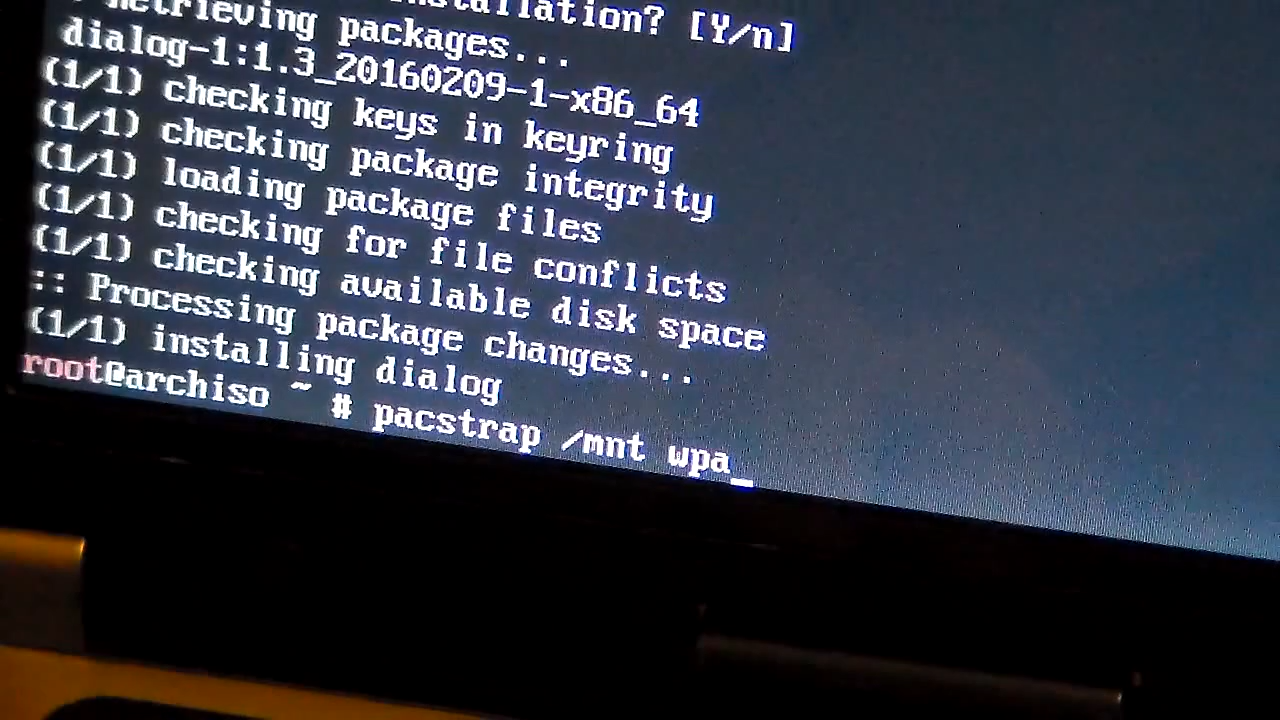 installation? [Y/n]
:: Retrieving packages...
dialog-1:1.3_20160209-1-x86_64
(1/1) checking keys in keyring
(1/1) checking package integrity
(1/1) loading package files
(1/1) checking for file conflicts
(1/1) checking available disk space
:: Processing package changes...
(1/1) installing dialog
root@archiso ~ # pacstrap /mnt wpa_